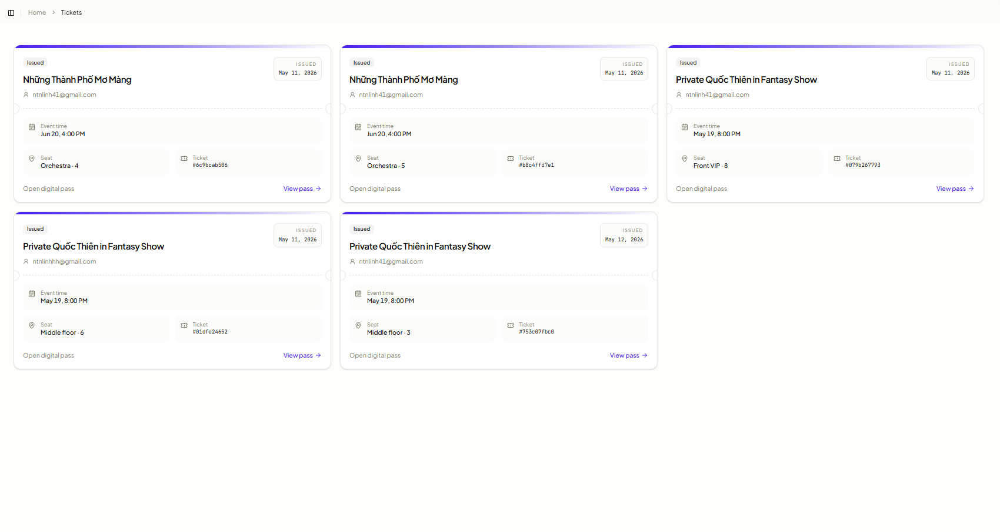 Home > Tickets
Issued
ISSUED
May 11, 2026
Những Thành Phố Mơ Màng
ntnlinh41@gmail.com
Event time
Jun 20, 4:00 PM
Seat
Orchestra · 4
Ticket
#6c9bcab506
Open digital pass
View pass →
Issued
ISSUED
May 11, 2026
Những Thành Phố Mơ Màng
ntnlinh41@gmail.com
Event time
Jun 20, 4:00 PM
Seat
Orchestra · 5
Ticket
#b8c4ffd7e1
Open digital pass
View pass →
Issued
ISSUED
May 11, 2026
Private Quốc Thiên in Fantasy Show
ntnlinh41@gmail.com
Event time
May 19, 8:00 PM
Seat
Front VIP · 8
Ticket
#079b267793
Open digital pass
View pass →
Issued
ISSUED
May 11, 2026
Private Quốc Thiên in Fantasy Show
ntnlinhhh@gmail.com
Event time
May 19, 8:00 PM
Seat
Middle floor · 6
Ticket
#01dfe24652
Open digital pass
View pass →
Issued
ISSUED
May 12, 2026
Private Quốc Thiên in Fantasy Show
ntnlinh41@gmail.com
Event time
May 19, 8:00 PM
Seat
Middle floor · 3
Ticket
#753c07fbc0
Open digital pass
View pass →